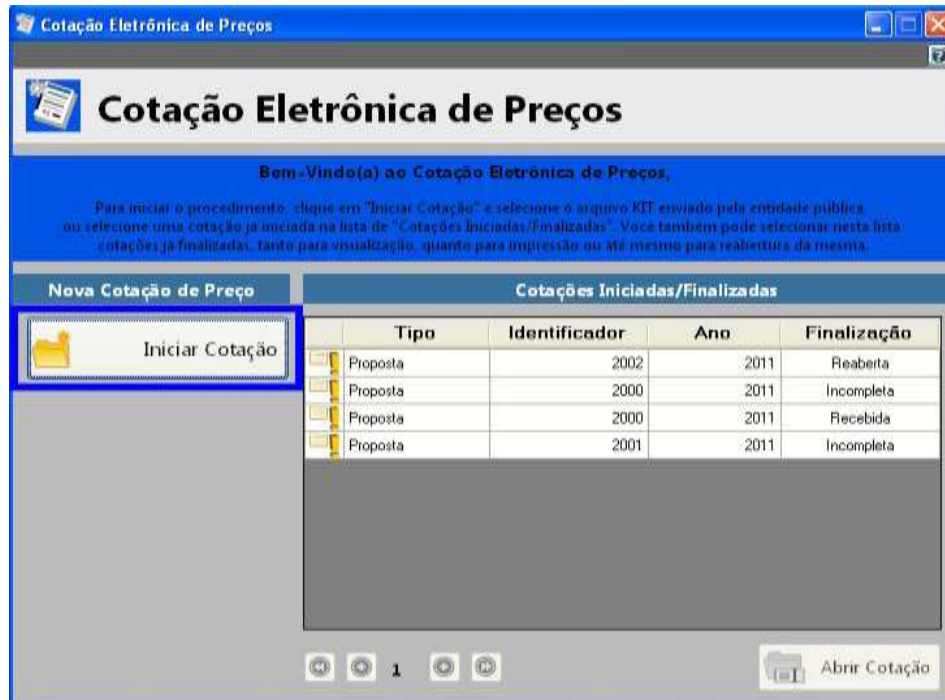 Cotação Eletrônica de Preços
Cotação Eletrônica de Preços
Bem-Vindo(a) ao Cotação Eletrônica de Preços,
Para iniciar o procedimento, clique em "Iniciar Cotação" e selecione o arquivo KIT enviado pela entidade pública,
ou selecione uma cotação já iniciada na lista de "Cotações Iniciadas/Finalizadas". Você também pode selecionar nesta lista
cotações já finalizadas, tanto para visualização, quanto para impressão ou até mesmo para reabertura da mesma.
Nova Cotação de Preço
Cotações Iniciadas/Finalizadas
Iniciar Cotação
Tipo Identificador Ano Finalização
Proposta 2002 2011 Reaberta
Proposta 2000 2011 Incompleta
Proposta 2000 2011 Recebida
Proposta 2001 2011 Incompleta
1
Abrir Cotação